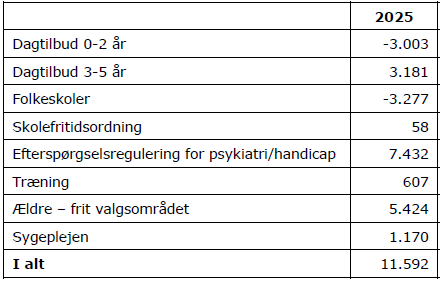 2025
Dagtilbud 0-2 år -3.003
Dagtilbud 3-5 år 3.181
Folkeskoler -3.277
Skolefritidsordning 58
Efterspørgselsregulering for psykiatri/handicap 7.432
Træning 607
Ældre – frit valgsområdet 5.424
Sygeplejen 1.170
I alt 11.592